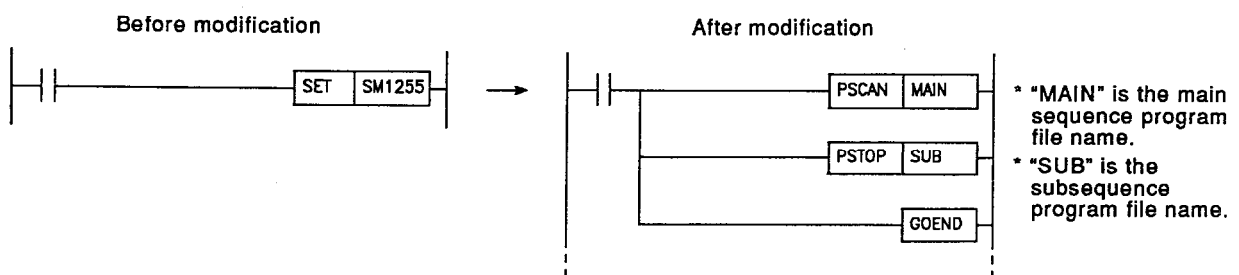 Before modification
After modification
SET SM1255
PSCAN MAIN
PSTOP SUB
GOEND
* "MAIN" is the main
sequence program
file name.
* "SUB" is the
subsequence
program file name.